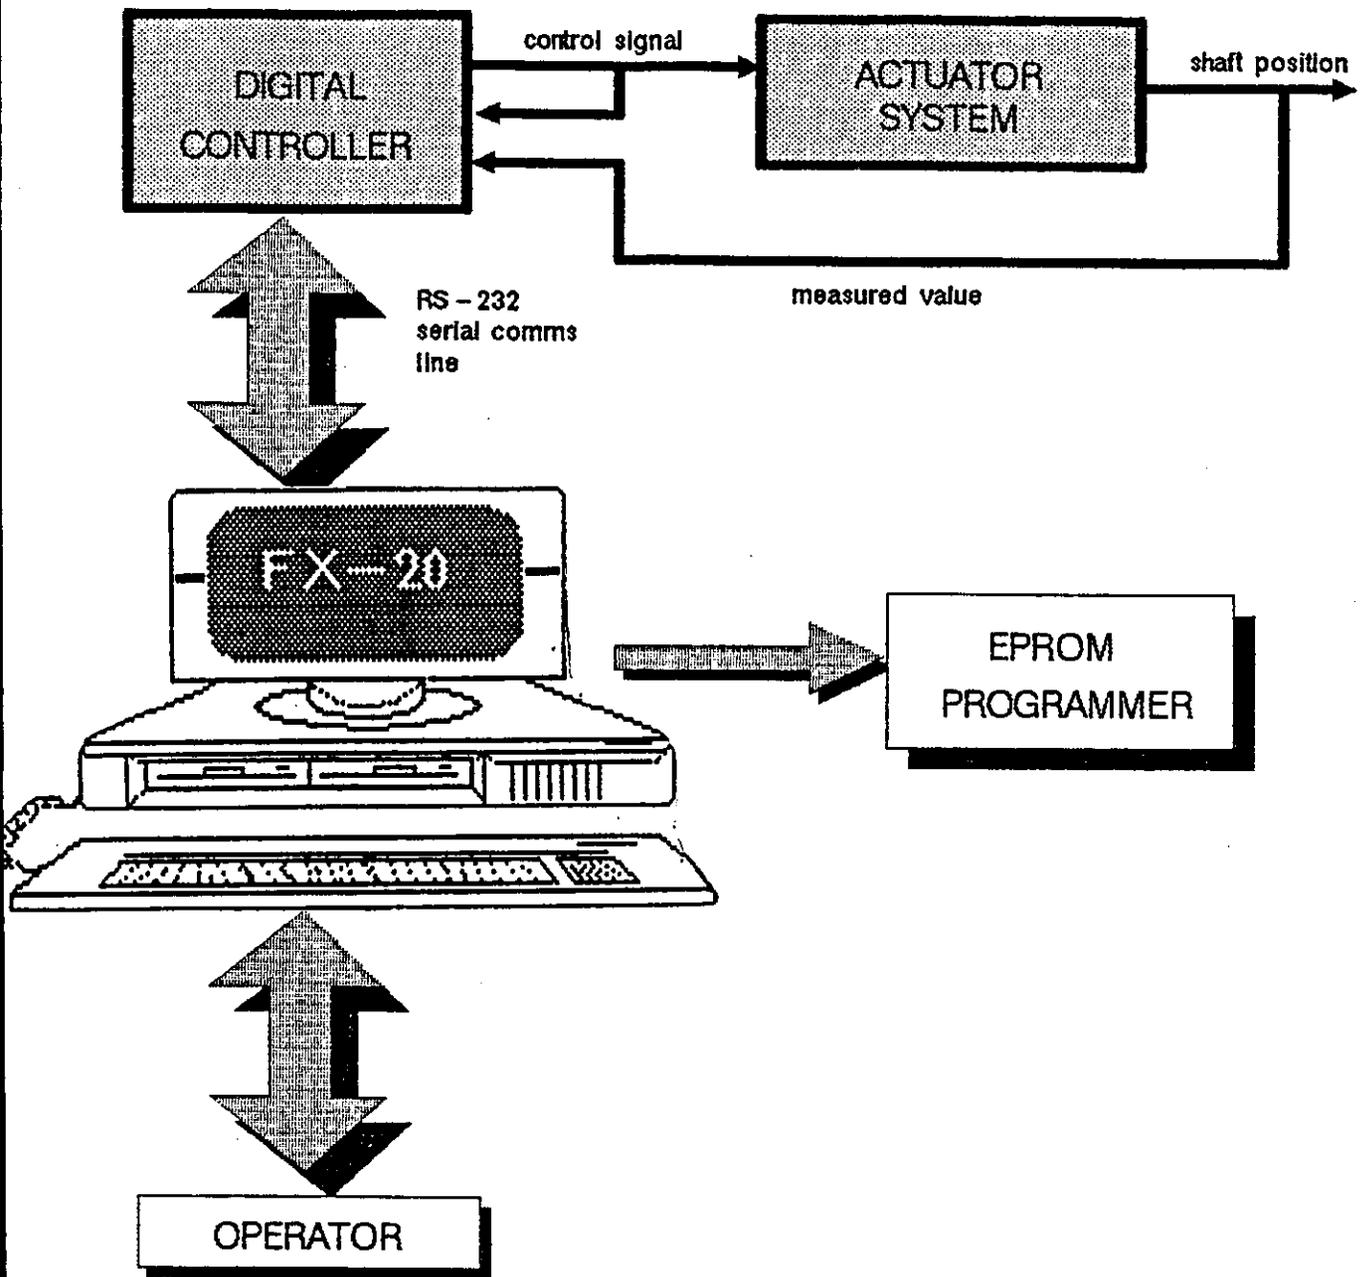 control signal
shaft position
DIGITAL
CONTROLLER
ACTUATOR
SYSTEM
measured value
RS - 232
serial comms
line
FX-20
EPROM
PROGRAMMER
OPERATOR